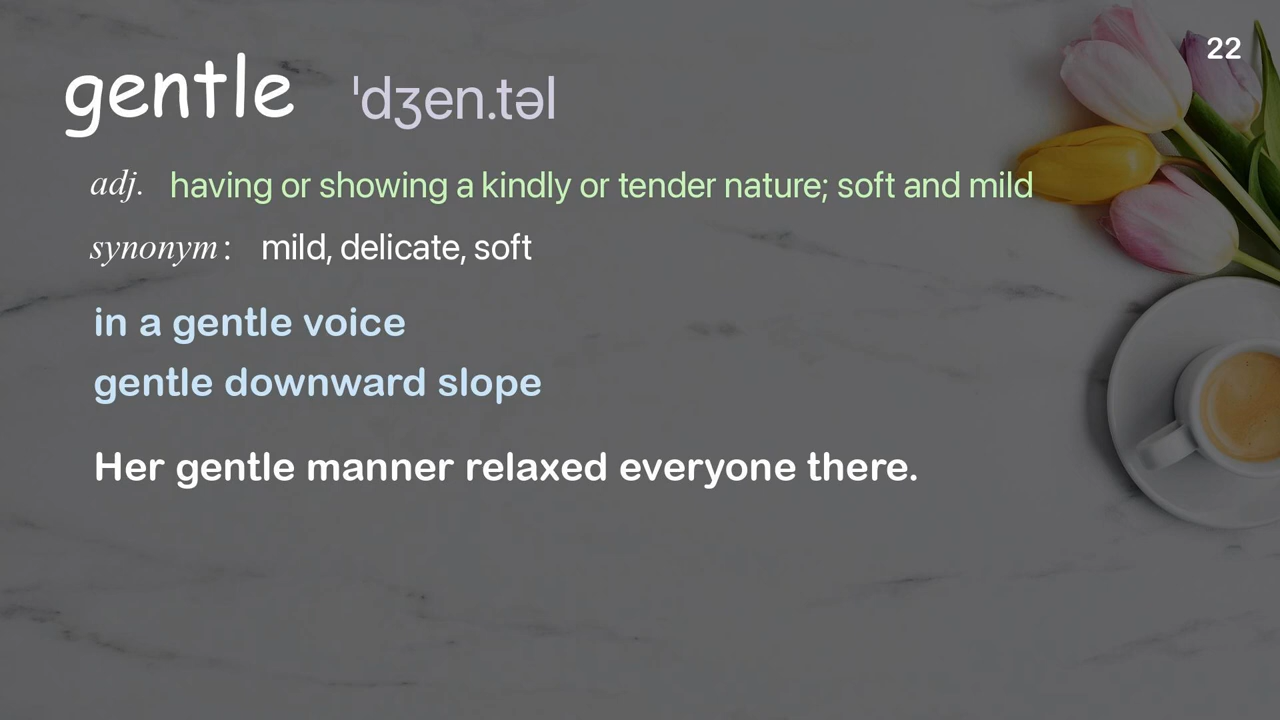 22
gentle ˈdʒen.təl
adj. having or showing a kindly or tender nature; soft and mild
synonym: mild, delicate, soft
in a gentle voice
gentle downward slope
Her gentle manner relaxed everyone there.